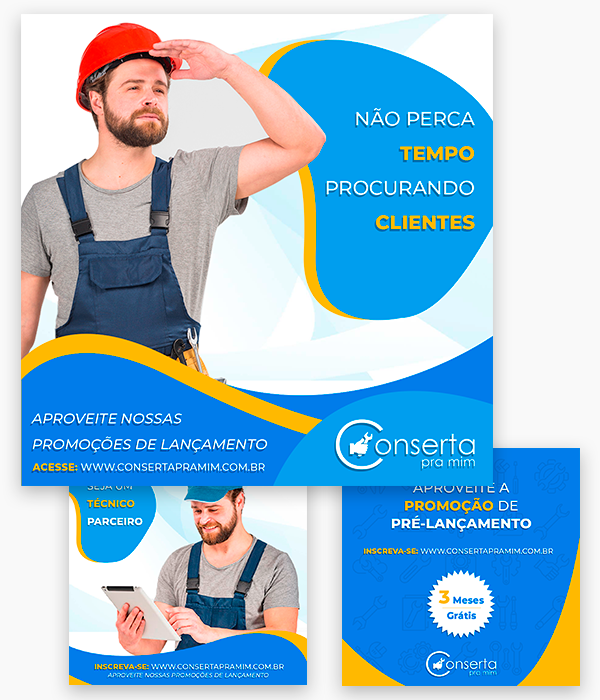 NÃO PERCA
TEMPO
PROCURANDO
CLIENTES
APROVEITE NOSSAS
PROMOÇÕES DE LANÇAMENTO
ACESSE: WWW.CONSERTAPRAMIM.COM.BR
Conserta
pra mim
SEJA UM
TÉCNICO
PARCEIRO
INSCREVA-SE: WWW.CONSERTAPRAMIM.COM.BR
APROVEITE NOSSAS PROMOÇÕES DE LANÇAMENTO
APROVEITE A
PROMOÇÃO DE
PRÉ-LANÇAMENTO
INSCREVA-SE: WWW.CONSERTAPRAMIM.COM.BR
3 Meses
Grátis
Conserta
pra mim